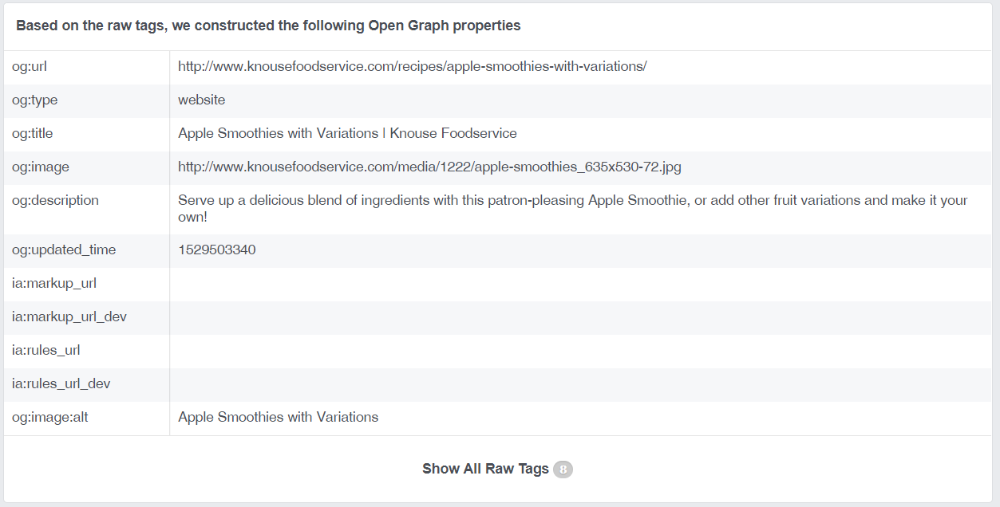 Based on the raw tags, we constructed the following Open Graph properties
og:url http://www.knousefoodservice.com/recipes/apple-smoothies-with-variations/
og:type website
og:title Apple Smoothies with Variations | Knouse Foodservice
og:image http://www.knousefoodservice.com/media/1222/apple-smoothies_635x530-72.jpg
og:description Serve up a delicious blend of ingredients with this patron-pleasing Apple Smoothie, or add other fruit variations and make it your
own!
og:updated_time 1529503340
ia:markup_url
ia:markup_url_dev
ia:rules_url
ia:rules_url_dev
og:image:alt Apple Smoothies with Variations
Show All Raw Tags 8